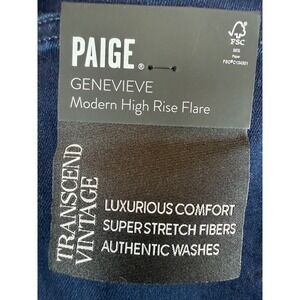 PAIGE®
GENEVIEVE
Modern High Rise Flare
FSC
TRANSCEND
VINTAGE
LUXURIOUS COMFORT
SUPER STRETCH FIBERS
AUTHENTIC WASHES